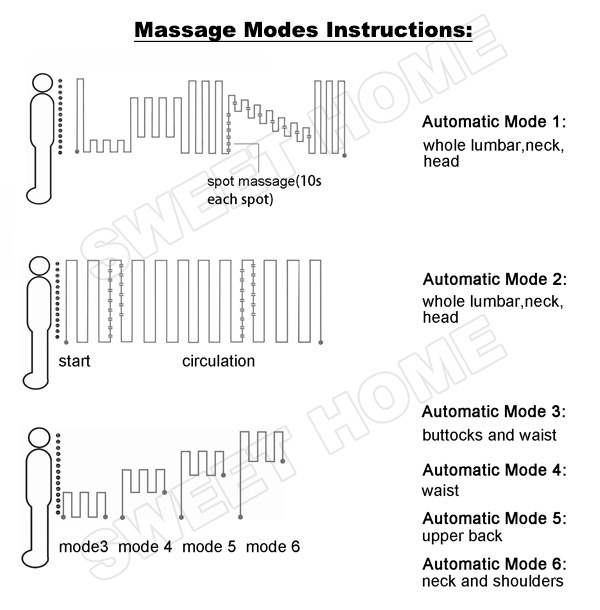 Massage Modes Instructions:
Automatic Mode 1:
whole lumbar,neck,
head
spot massage(10s
each spot)
Automatic Mode 2:
whole lumbar,neck,
head
start
circulation
Automatic Mode 3:
buttocks and waist
Automatic Mode 4:
waist
Automatic Mode 5:
upper back
Automatic Mode 6:
neck and shoulders
mode3 mode 4 mode 5 mode 6
SWEET HOME
SWEET HOME